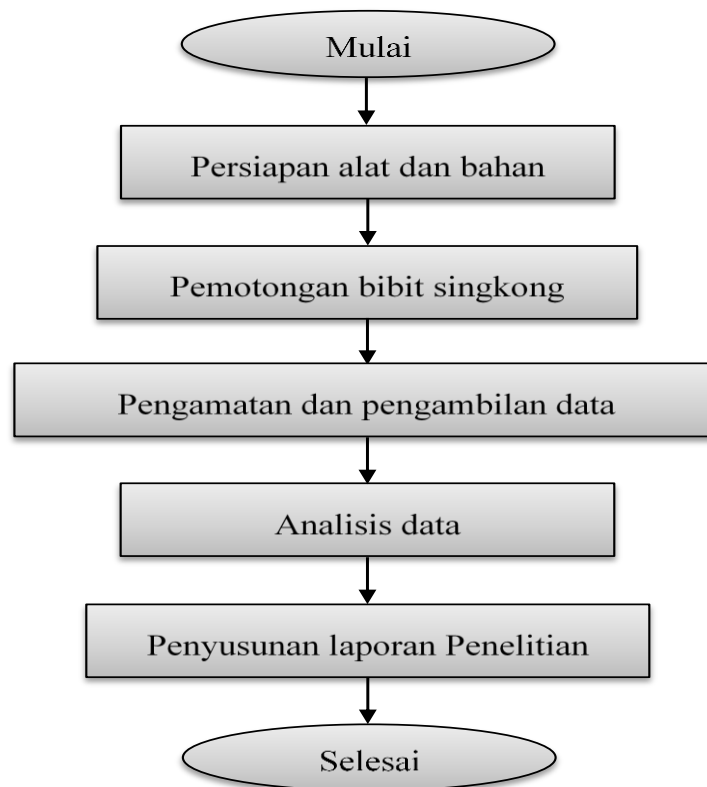 Mulai
Persiapan alat dan bahan
Pemotongan bibit singkong
Pengamatan dan pengambilan data
Analisis data
Penyusunan laporan Penelitian
Selesai